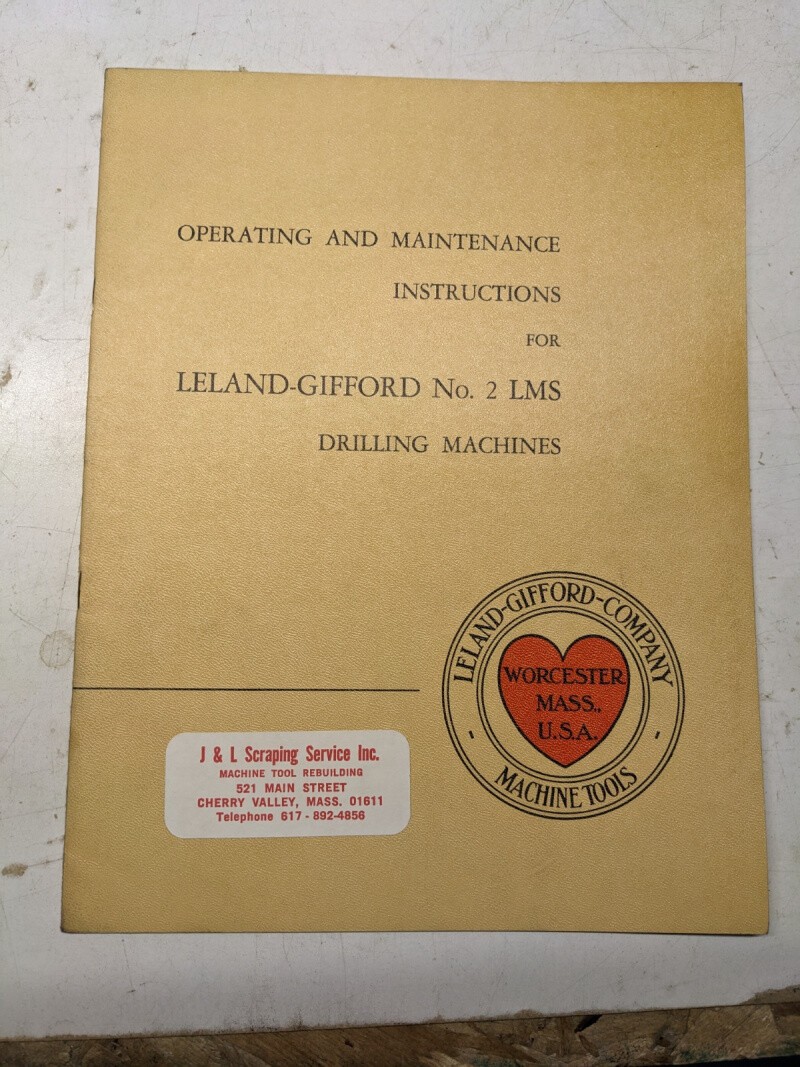 OPERATING AND MAINTENANCE
INSTRUCTIONS
FOR
LELAND-GIFFORD No. 2 LMS
DRILLING MACHINES
LELAND-GIFFORD-COMPANY
WORCESTER
MASS.,
U.S.A.
- MACHINE TOOLS -
J & L Scraping Service Inc.
MACHINE TOOL REBUILDING
521 MAIN STREET
CHERRY VALLEY, MASS. 01611
Telephone 617 - 892-4856